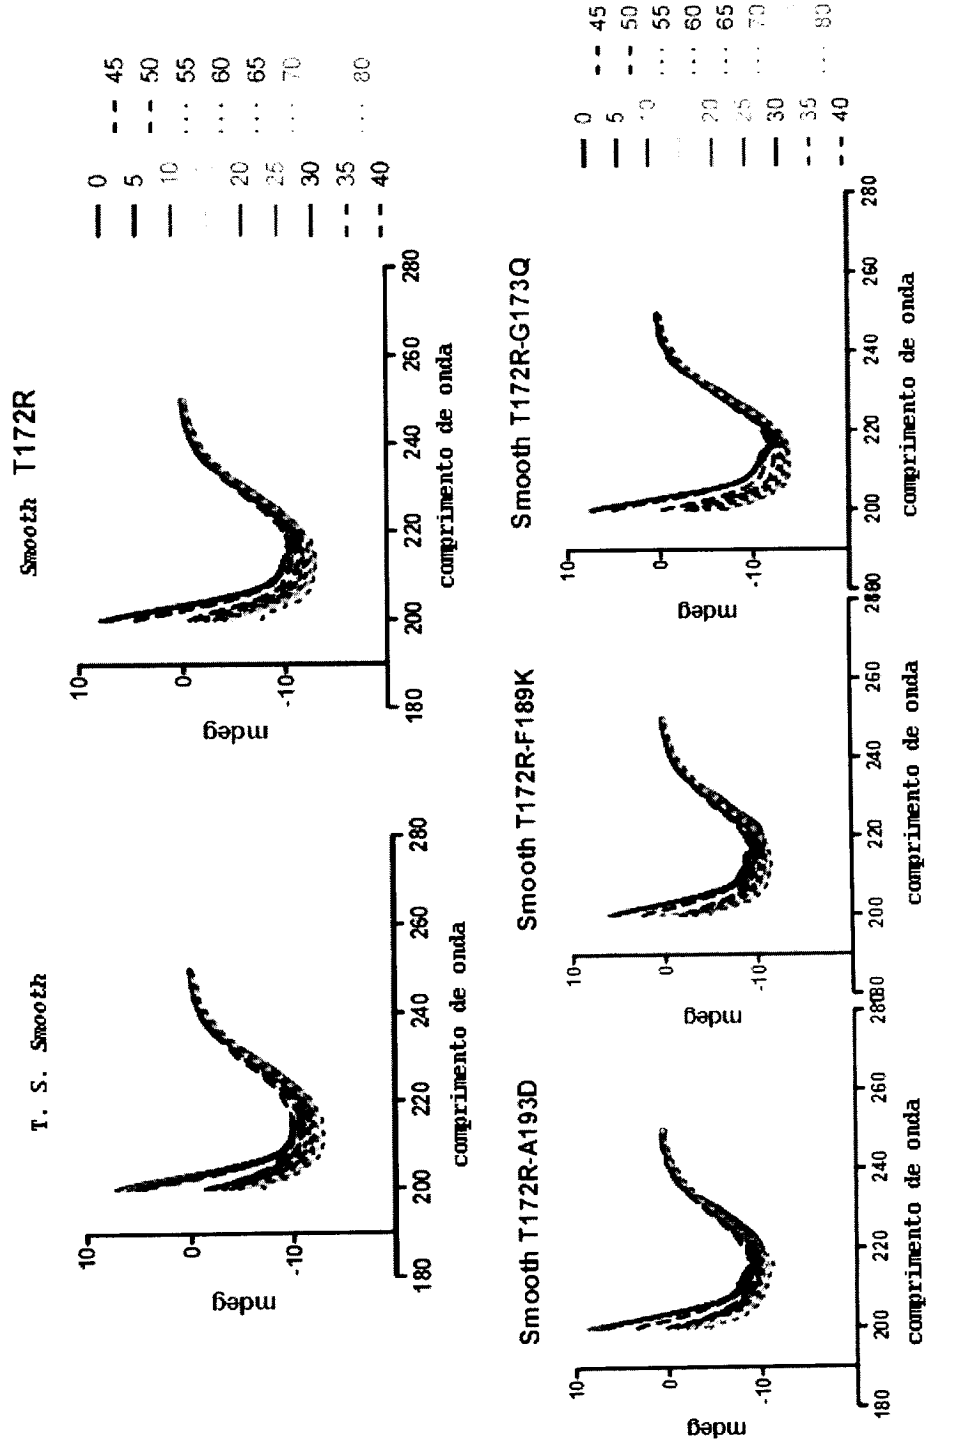 T. S. Smooth
10
0
-10
mdeg
180 200 220 240 260 280
comprimento de onda
Smooth T172R
10
0
-10
mdeg
180 200 220 240 260 280
comprimento de onda
0 45
5 50
10 55
60
20 65
25 70
30
35 80
40
Smooth T172R-A193D
10
0
-10
mdeg
180 200 220 240 260
comprimento de onda
Smooth T172R-F189K
10
0
-10
mdeg
200 220 240 260
comprimento de onda
Smooth T172R-G173Q
10
0
-10
mdeg
200 220 240 260 280
comprimento de onda
0 45
5 50
10 55
60
20 65
25 70
30
35 80
40